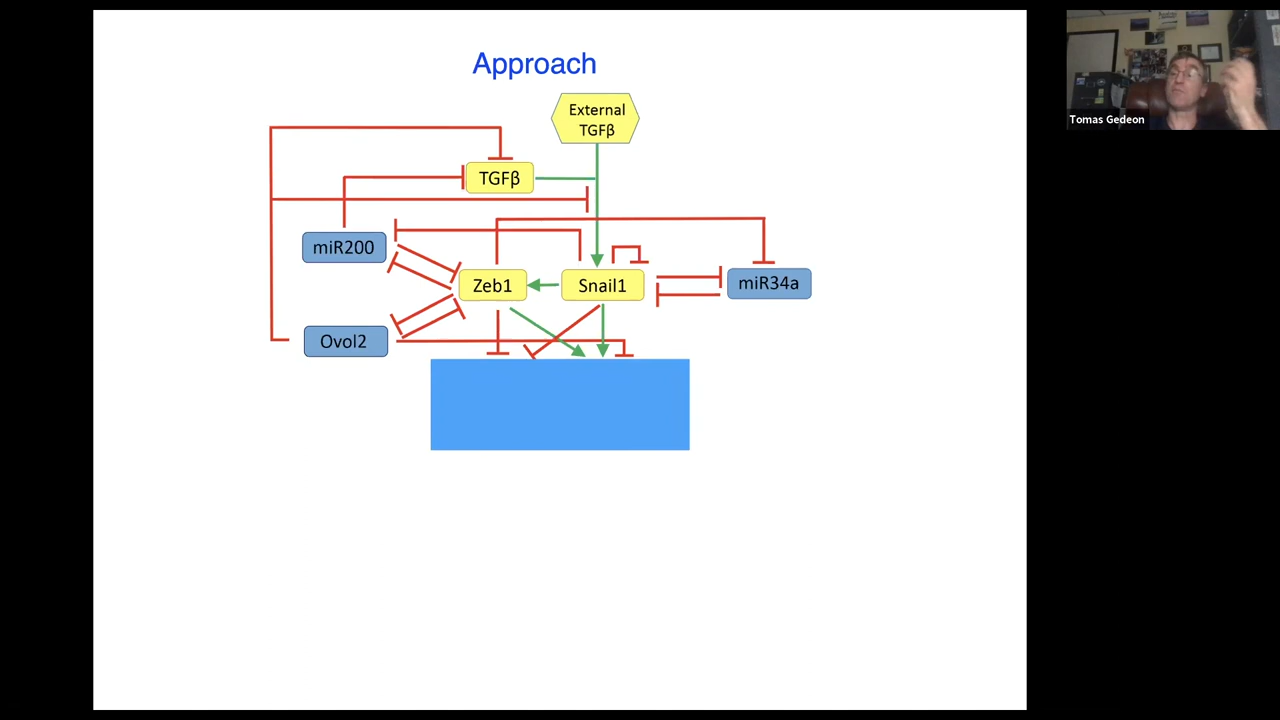 Approach
External
TGFβ
TGFβ
miR200
Zeb1
Snail1
miR34a
Ovol2
Tomas Gedeon